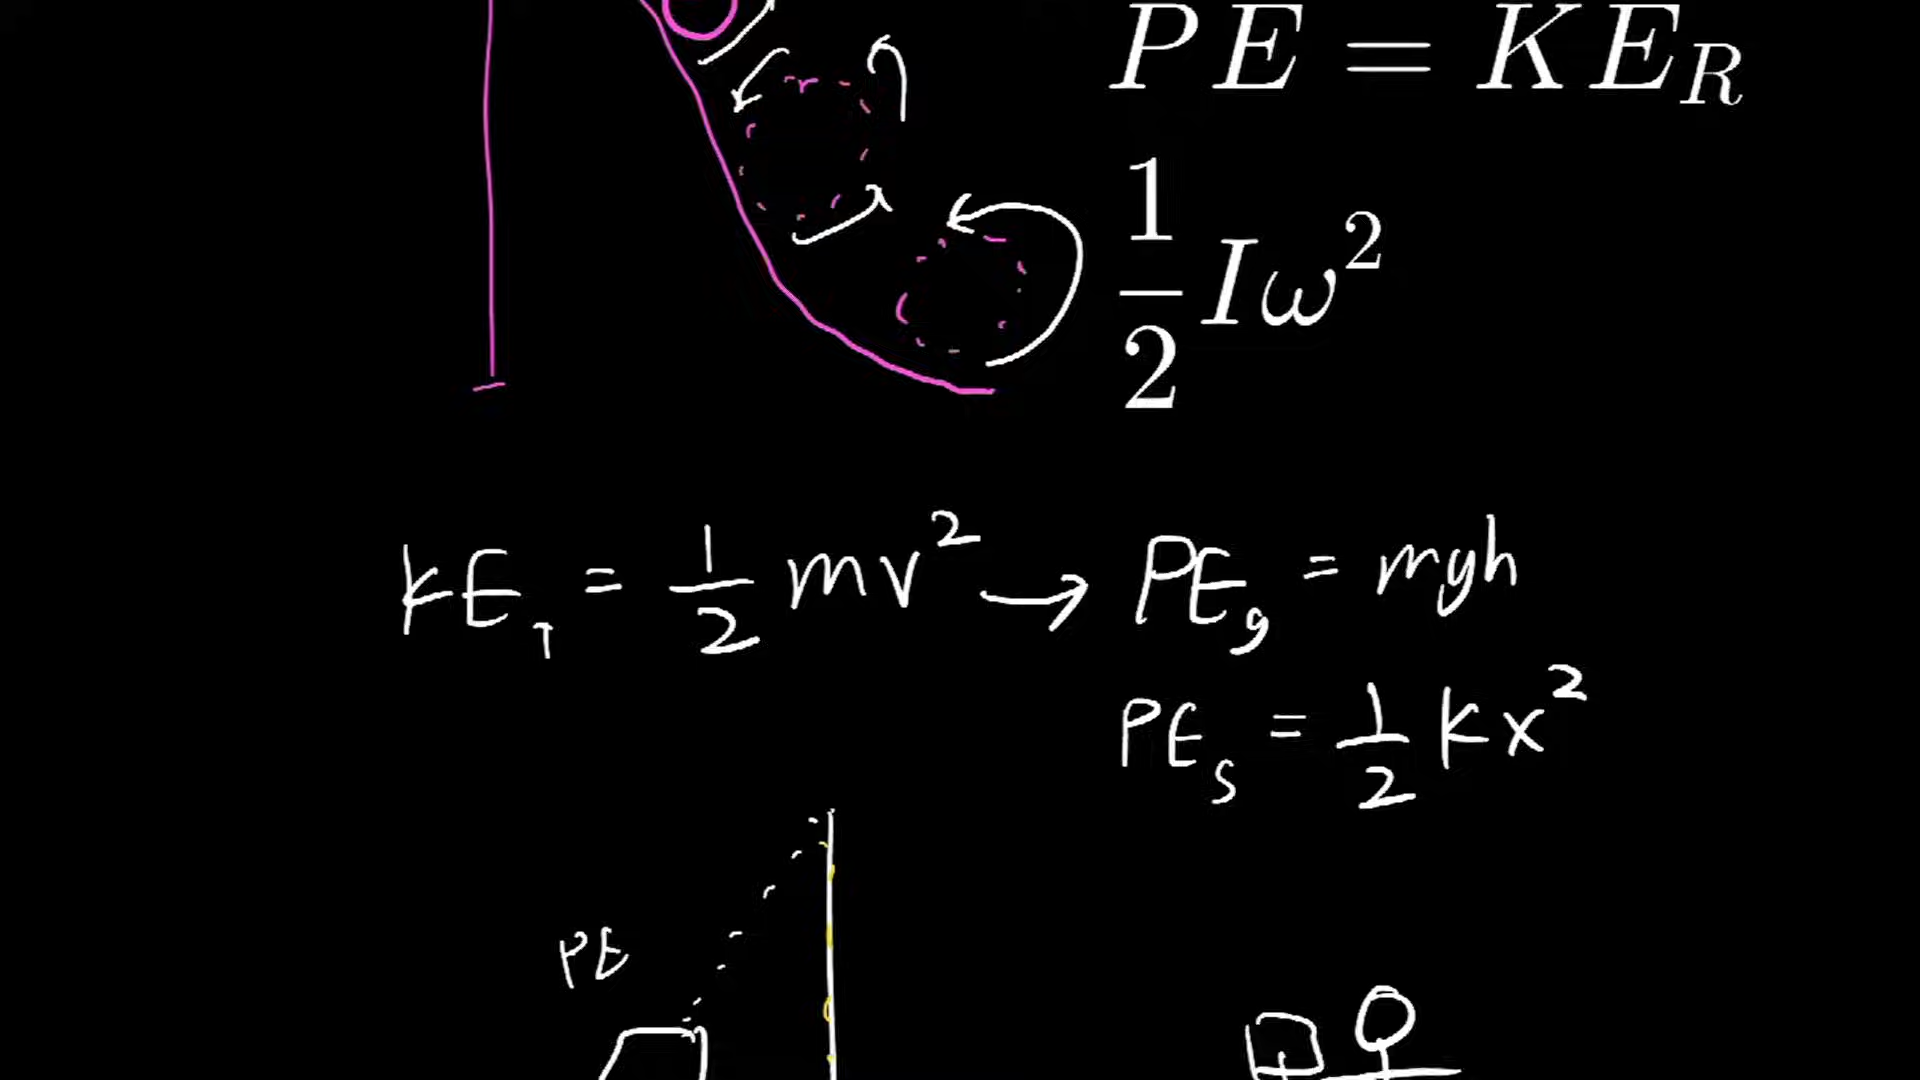 PE = KE_R
1/2 Iω²
KE_T = 1/2 mv² → PE_g = mgh
PE_s = 1/2 kx²
PE